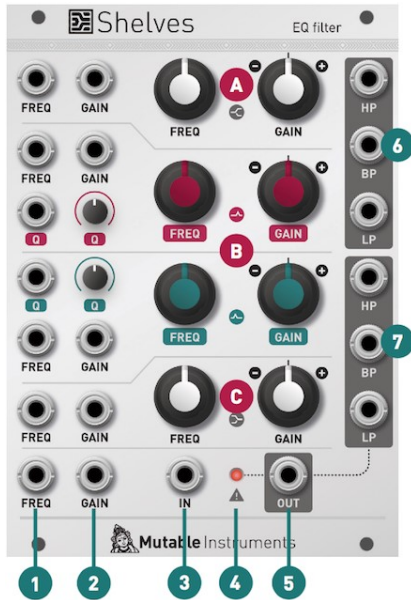 Shelves EQ filter
FREQ GAIN FREQ A GAIN HP
FREQ GAIN BP 6
Q Q FREQ GAIN LP
B
Q Q FREQ GAIN HP
FREQ GAIN BP 7
FREQ GAIN FREQ C GAIN LP
FREQ GAIN IN OUT
Mutable Instruments
1 2 3 4 5